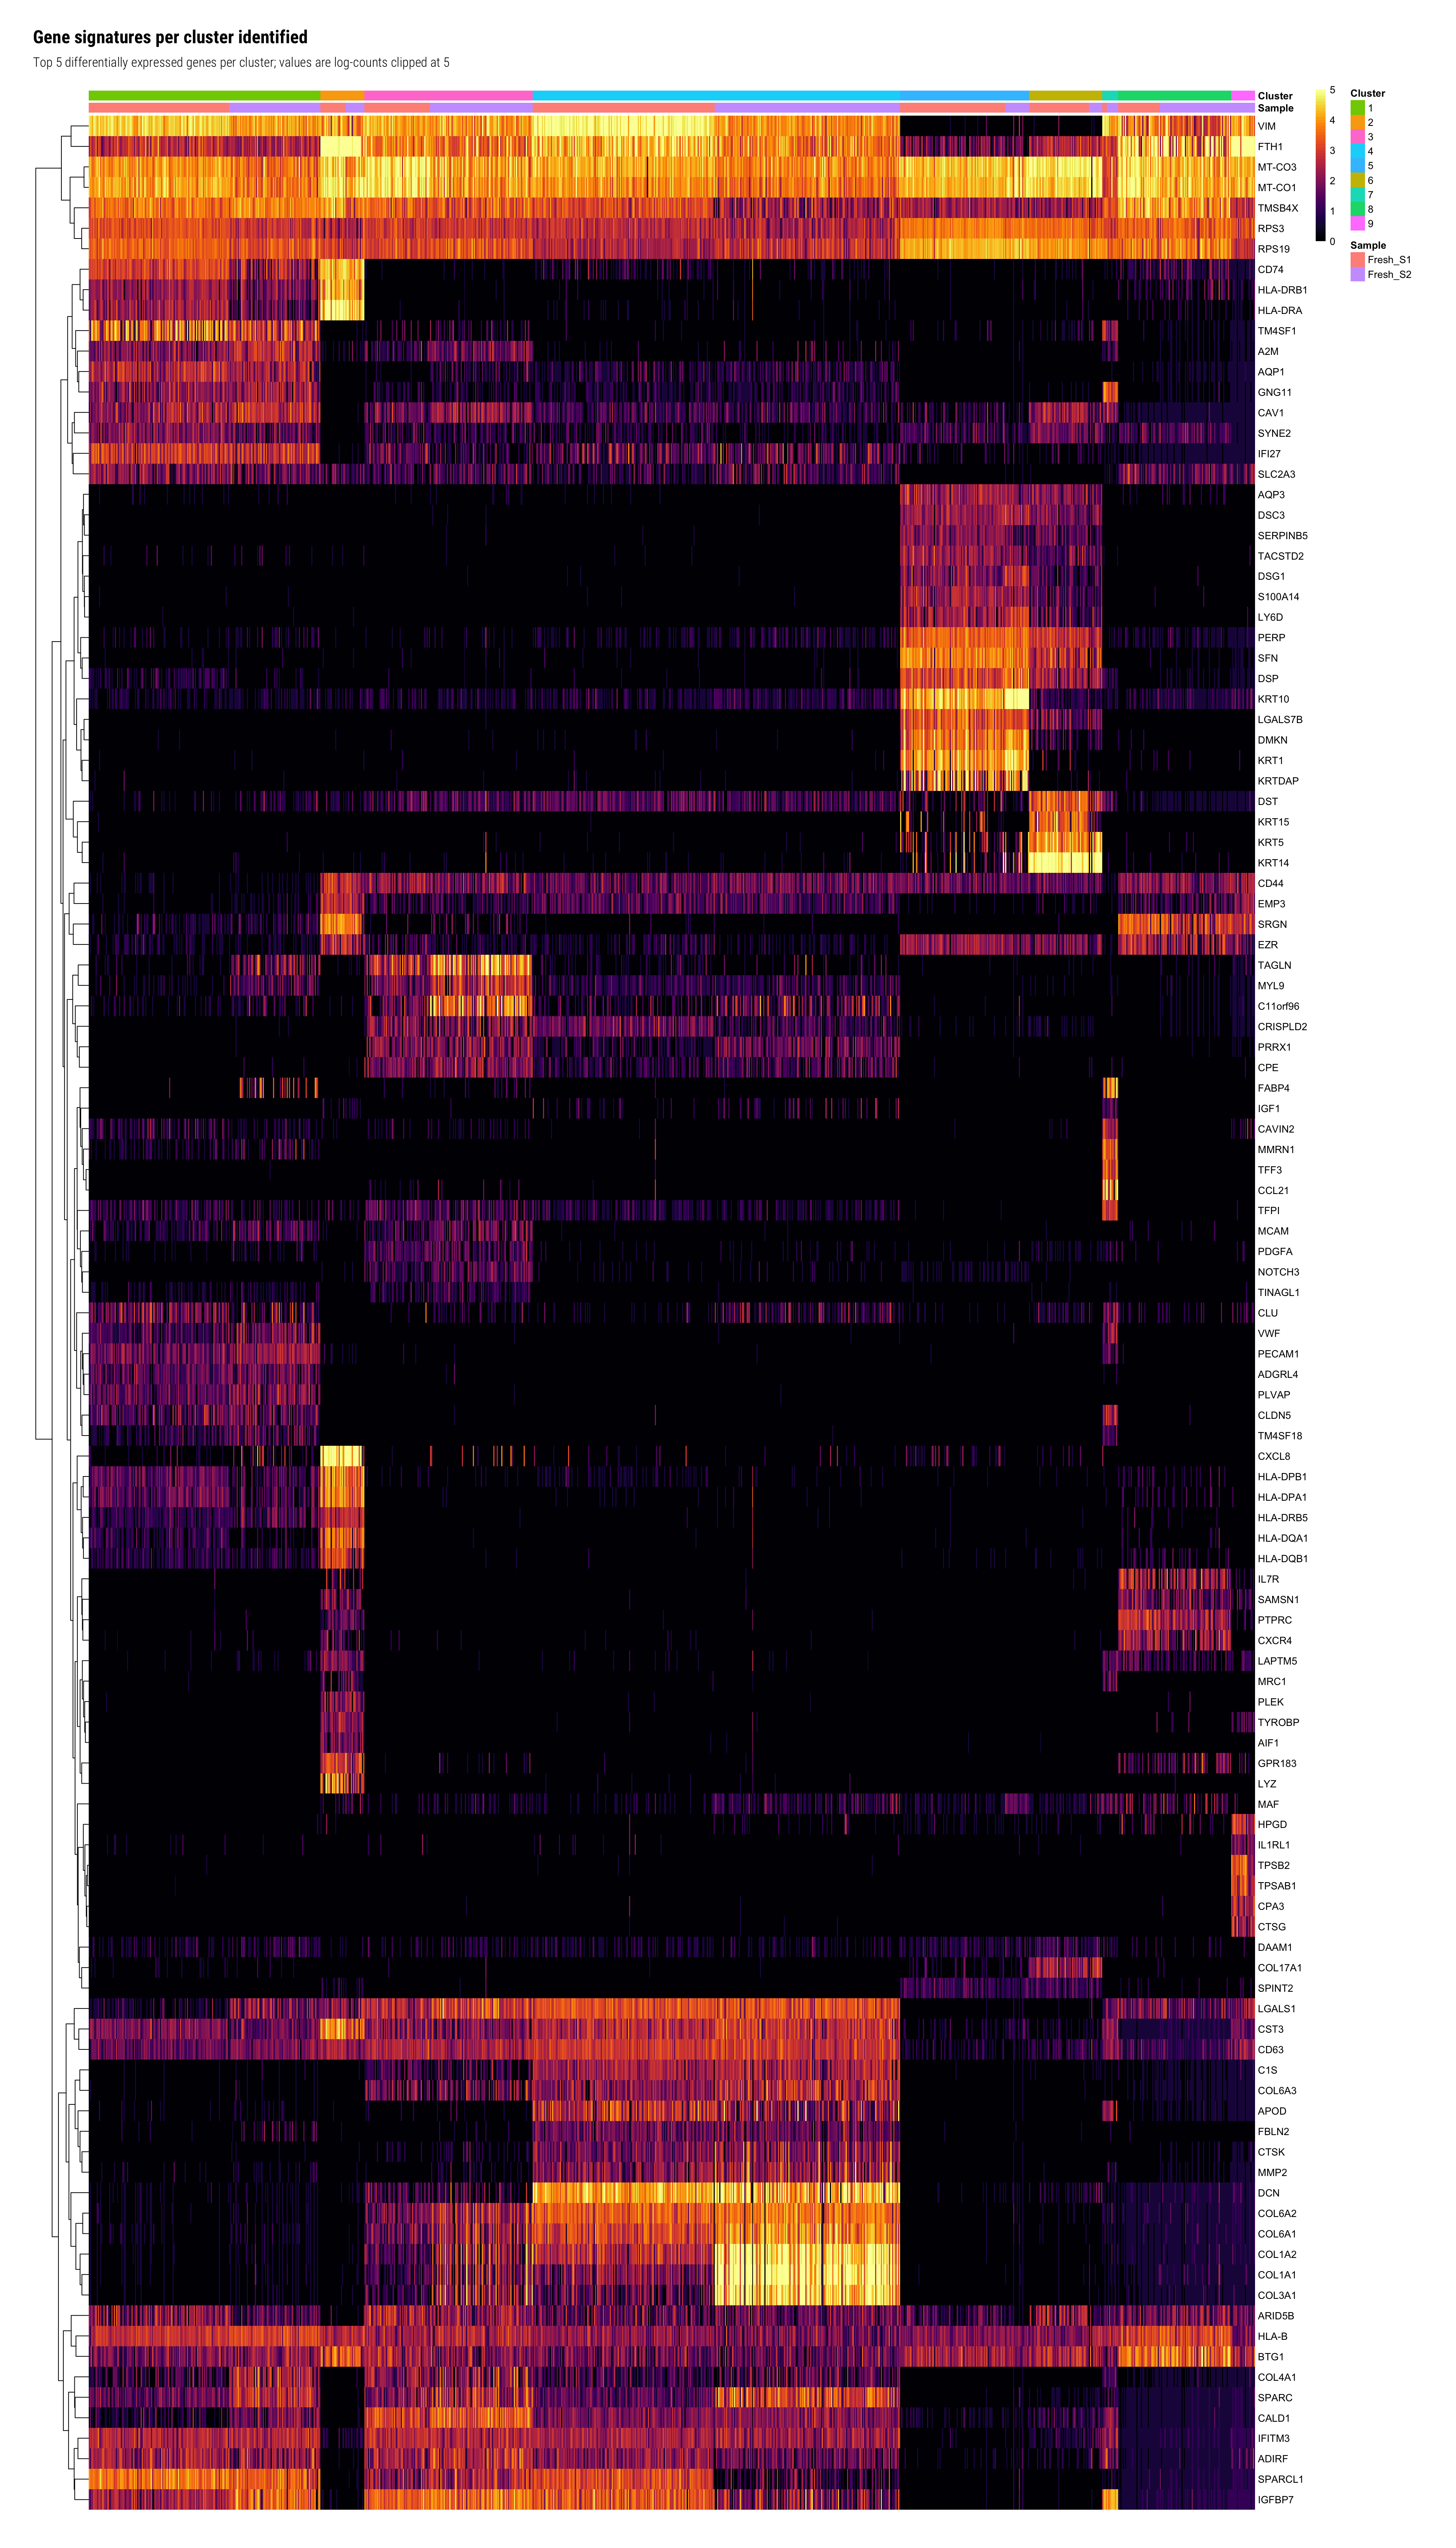 Gene signatures per cluster identified
Top 5 differentially expressed genes per cluster; values are log-counts clipped at 5
Cluster
Sample
VIM
FTH1
MT-CO3
MT-CO1
TMSB4X
RPS3
RPS19
CD74
HLA-DRB1
HLA-DRA
TM4SF1
A2M
AQP1
GNG11
CAV1
SYNE2
IFI27
SLC2A3
AQP3
DSC3
SERPINB5
TACSTD2
DSG1
S100A14
LY6D
PERP
SFN
DSP
KRT10
LGALS7B
DMKN
KRT1
KRTDAP
DST
KRT15
KRT5
KRT14
CD44
EMP3
SRGN
EZR
TAGLN
MYL9
C11orf96
CRISPLD2
PRRX1
CPE
FABP4
IGF1
CAVIN2
MMRN1
TFF3
CCL21
TFPI
MCAM
PDGFA
NOTCH3
TINAGL1
CLU
VWF
PECAM1
ADGRL4
PLVAP
CLDN5
TM4SF18
CXCL8
HLA-DPB1
HLA-DPA1
HLA-DRB5
HLA-DQA1
HLA-DQB1
IL7R
SAMSN1
PTPRC
CXCR4
LAPTM5
MRC1
PLEK
TYROBP
AIF1
GPR183
LYZ
MAF
HPGD
IL1RL1
TPSB2
TPSAB1
CPA3
CTSG
DAAM1
COL17A1
SPINT2
LGALS1
CST3
CD63
C1S
COL6A3
APOD
FBLN2
CTSK
MMP2
DCN
COL6A2
COL6A1
COL1A2
COL1A1
COL3A1
ARID5B
HLA-B
BTG1
COL4A1
SPARC
CALD1
IFITM3
ADIRF
SPARCL1
IGFBP7
5
4
3
2
1
0
Cluster
1
2
3
4
5
6
7
8
9
Sample
Fresh_S1
Fresh_S2